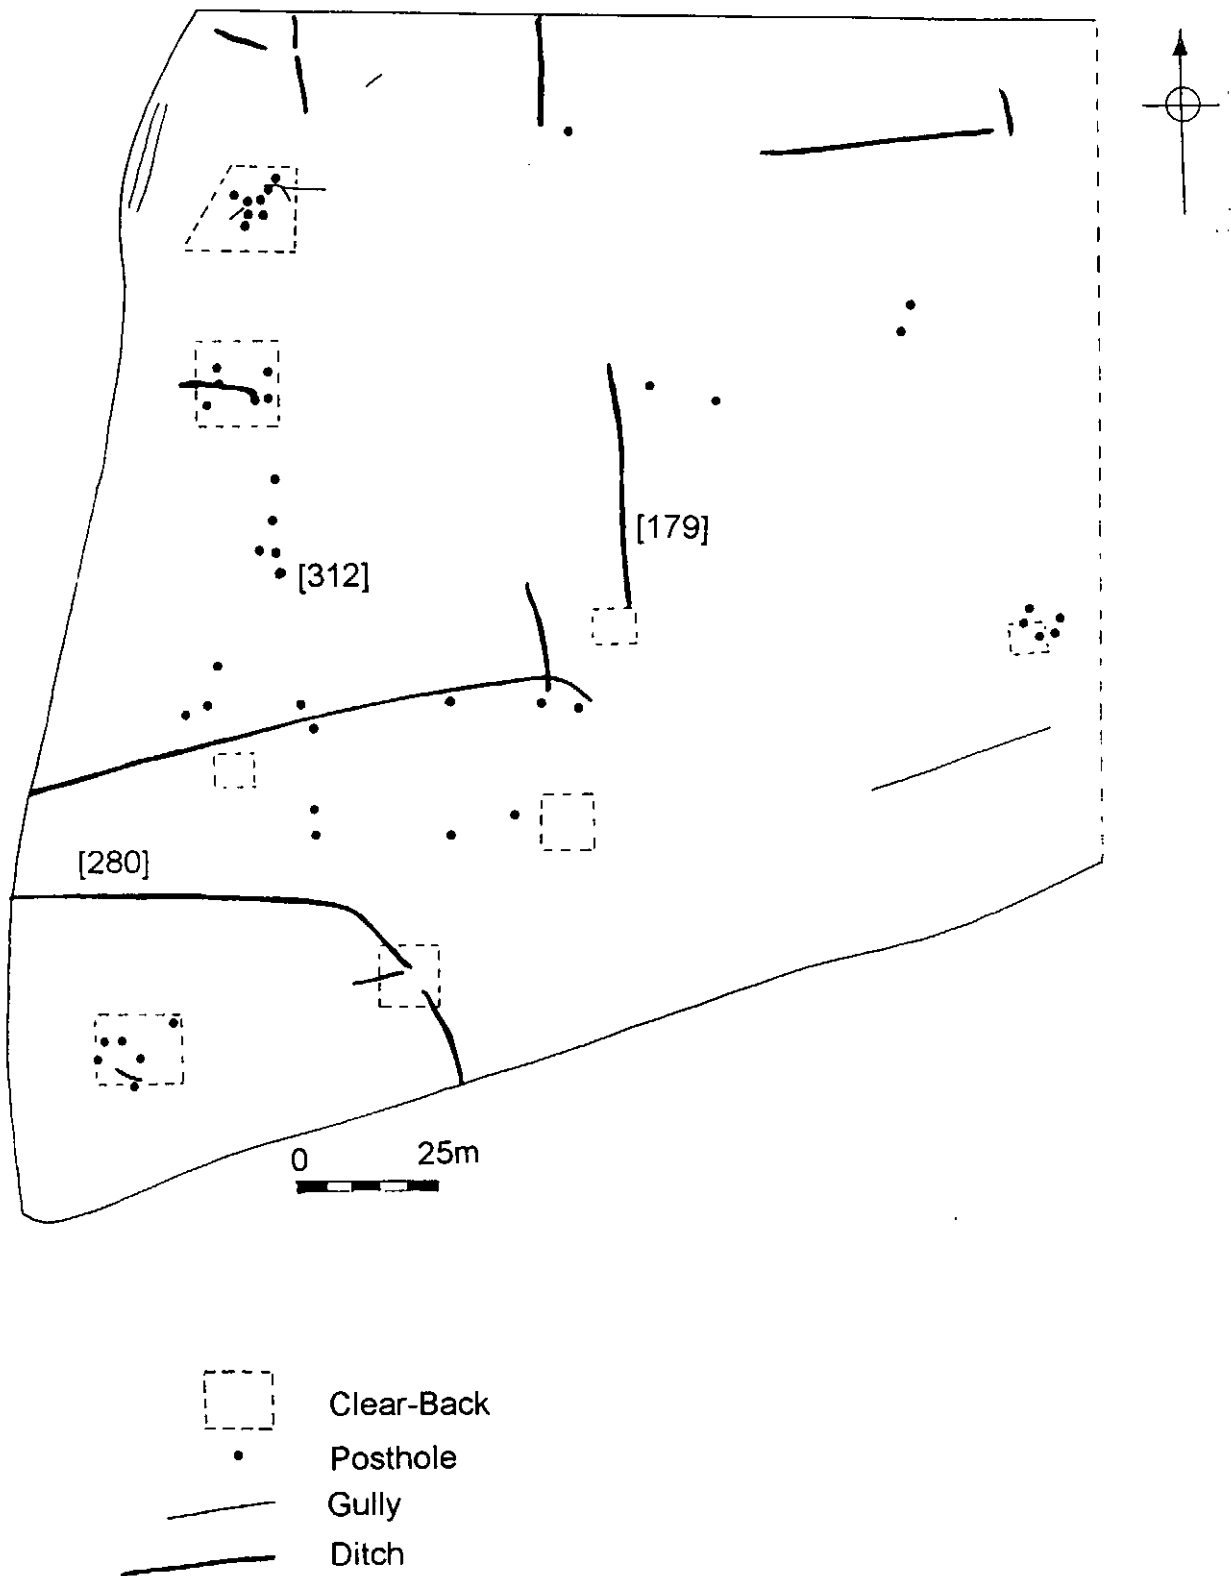 [179]
[312]
[280]
0 25m
Clear-Back
Posthole
Gully
Ditch